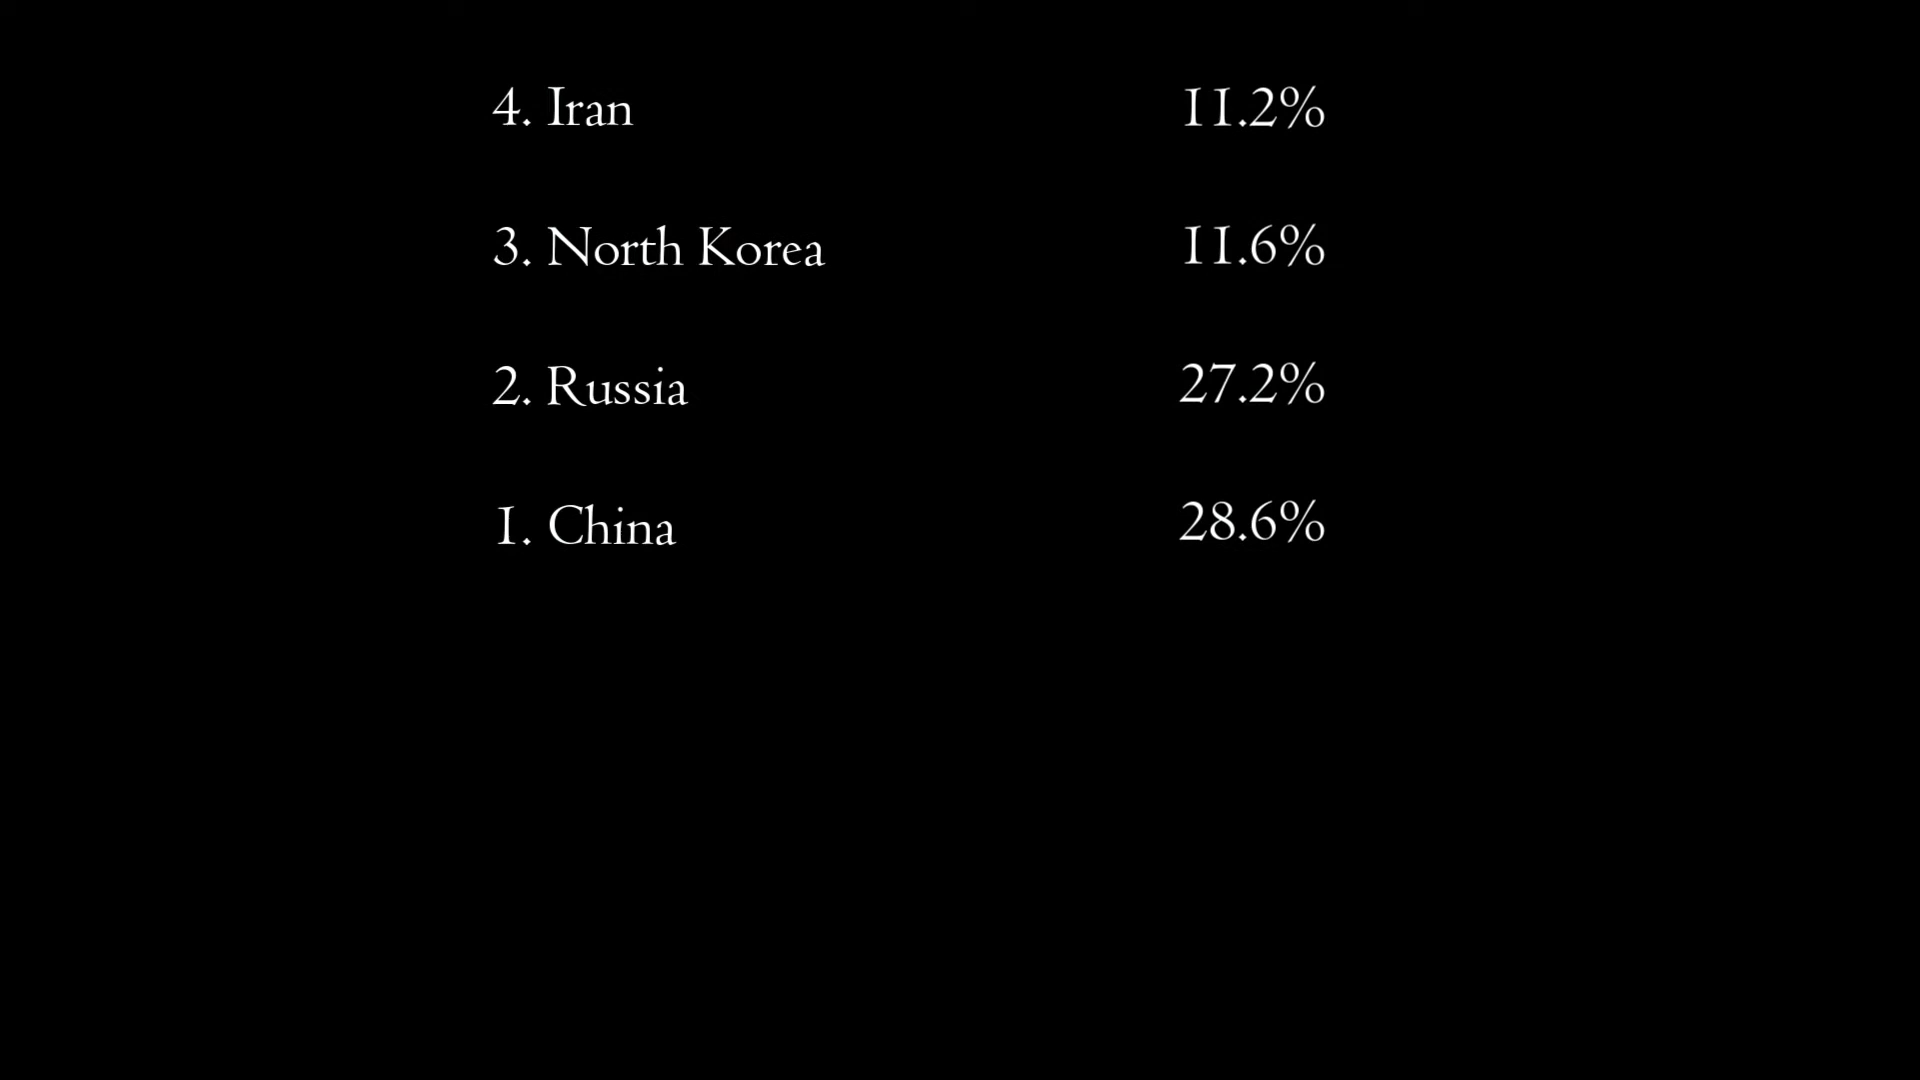 4. Iran 11.2%
3. North Korea 11.6%
2. Russia 27.2%
1. China 28.6%